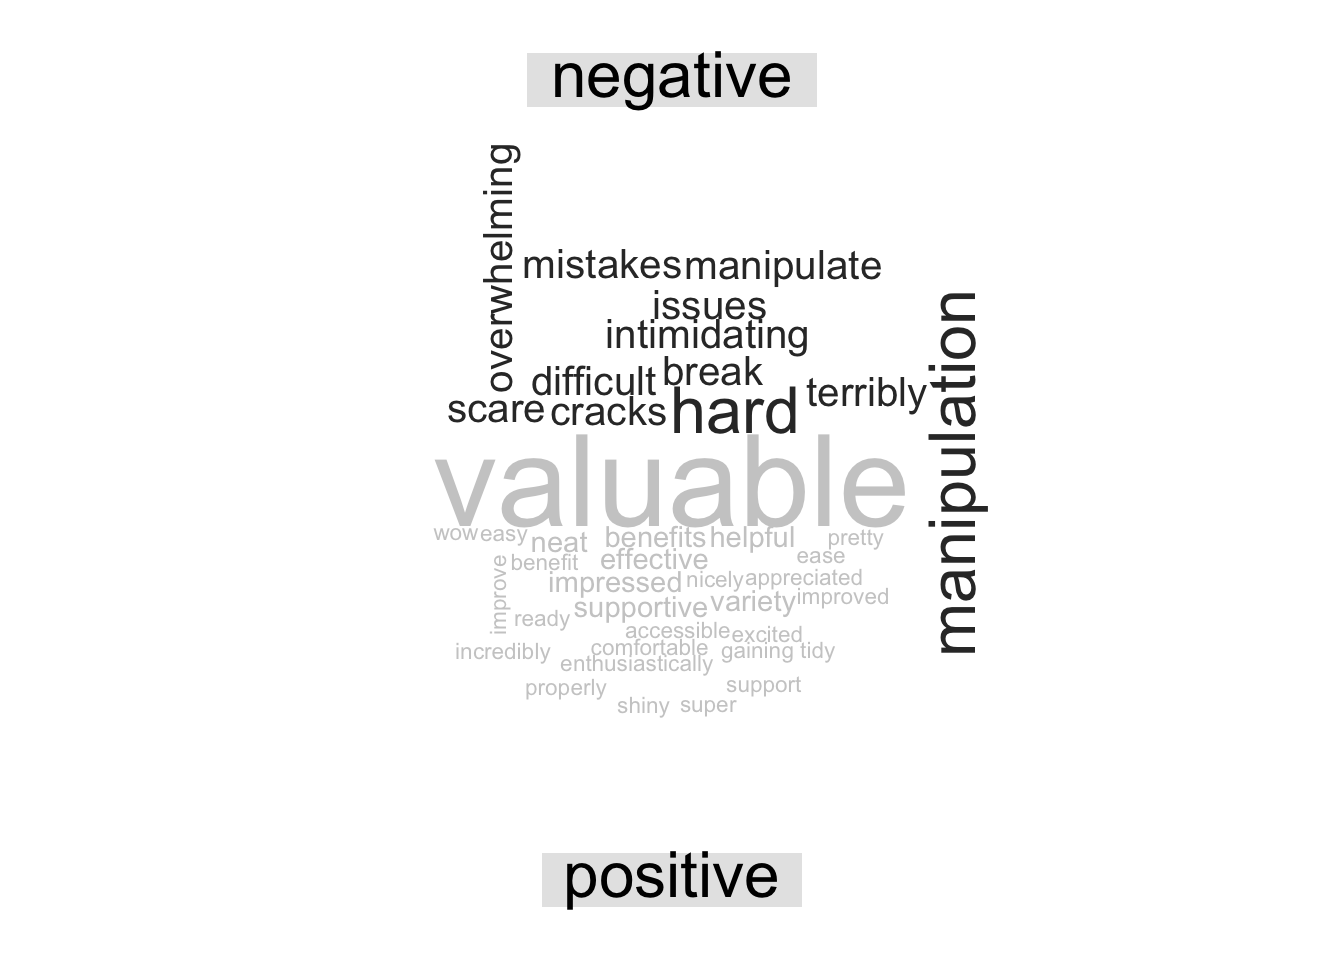 negative
overwhelming
mistakes manipulate
issues
intimidating
difficult break
scare cracks hard terribly
manipulation
valuable
wow easy neat benefits helpful pretty
improve benefit effective ease
impressed nicely appreciated
ready supportive variety improved
accessible excited
incredibly comfortable gaining tidy
enthusiastically
properly support
shiny super
positive